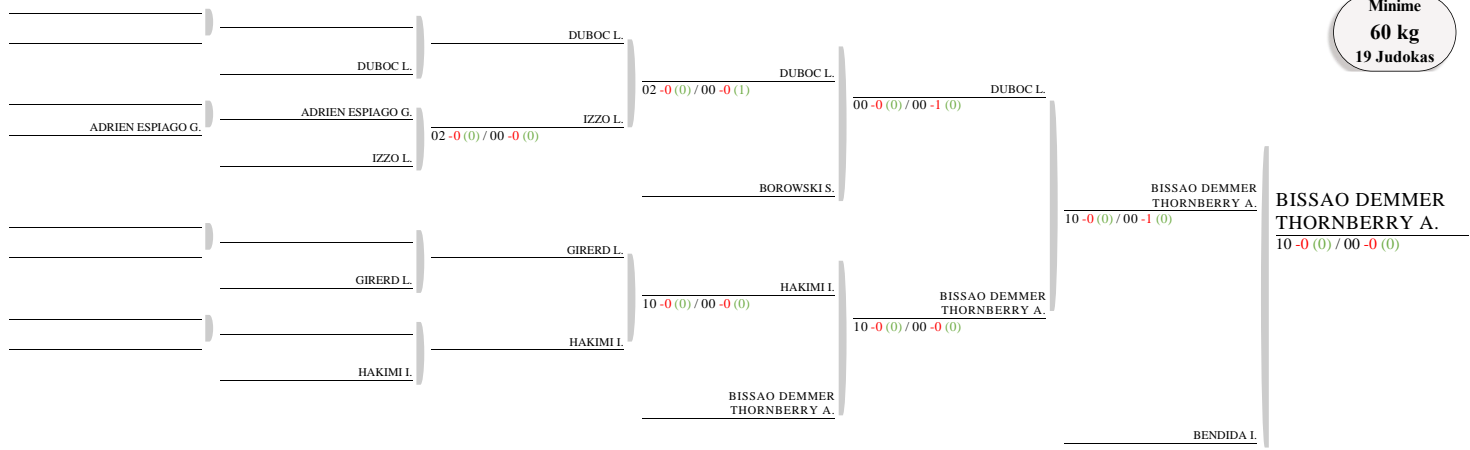 Minime
60 kg
19 Judokas
DUBOC L.
DUBOC L.
DUBOC L.
02 -0 (0) / 00 -0 (1)
DUBOC L.
00 -0 (0) / 00 -1 (0)
ADRIEN ESPIAGO G.
ADRIEN ESPIAGO G.
IZZO L.
02 -0 (0) / 00 -0 (0)
IZZO L.
BOROWSKI S.
BISSAO DEMMER
THORNBERRY A.
10 -0 (0) / 00 -1 (0)
BISSAO DEMMER
THORNBERRY A.
10 -0 (0) / 00 -0 (0)
GIRERD L.
GIRERD L.
HAKIMI I.
10 -0 (0) / 00 -0 (0)
BISSAO DEMMER
THORNBERRY A.
10 -0 (0) / 00 -0 (0)
HAKIMI I.
HAKIMI I.
BISSAO DEMMER
THORNBERRY A.
BENDIDA I.